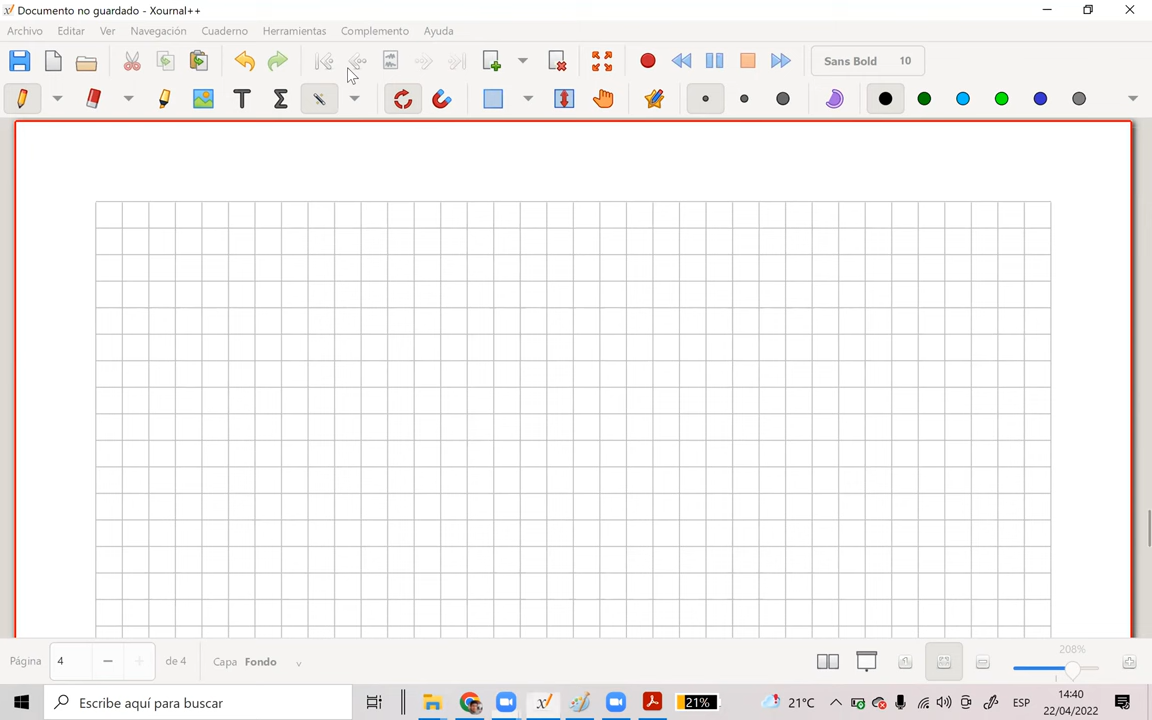 Documento no guardado - Xournal++
Archivo Editar Ver Navegación Cuaderno Herramientas Complemento Ayuda
Sans Bold 10
Página 4 de 4 Capa Fondo
208%
Escribe aquí para buscar
21% 21°C ESP
14:40
22/04/2022